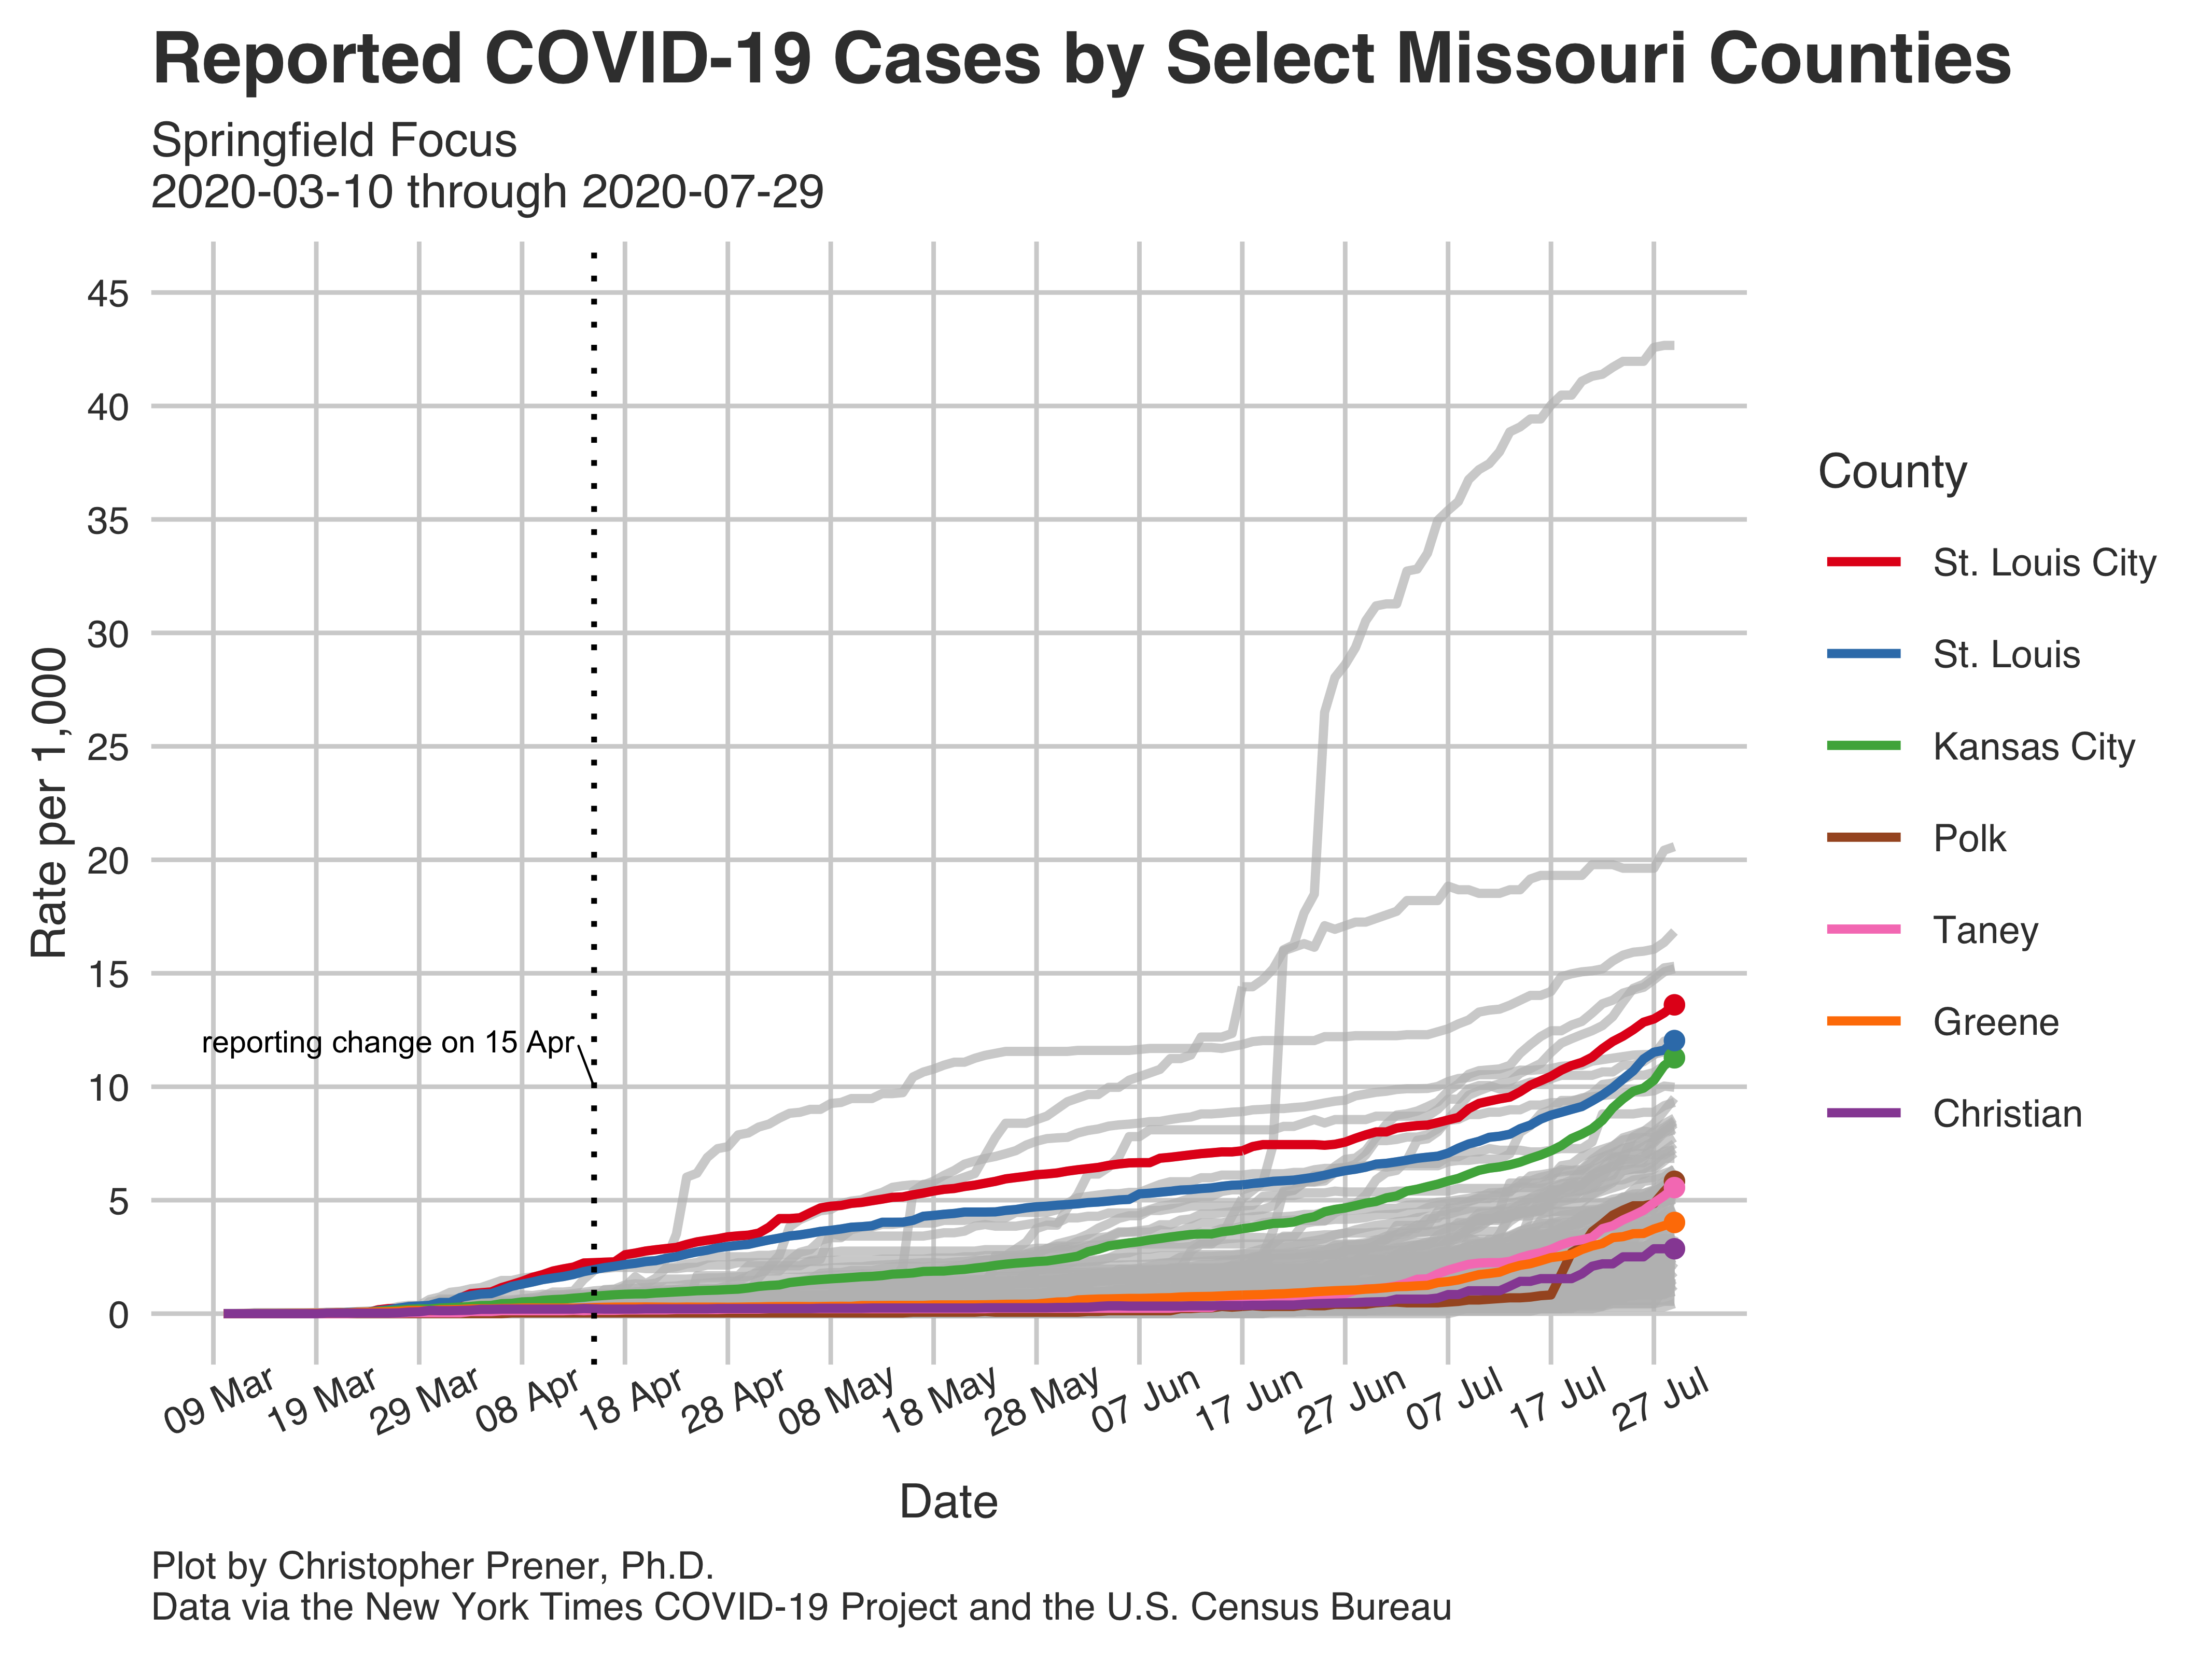 Reported COVID-19 Cases by Select Missouri Counties
Springfield Focus
2020-03-10 through 2020-07-29
Rate per 1,000
45
40
35
30
25
20
15
10
5
0
reporting change on 15 Apr
09 Mar
19 Mar
29 Mar
08 Apr
18 Apr
28 Apr
08 May
18 May
28 May
07 Jun
17 Jun
27 Jun
07 Jul
17 Jul
27 Jul
Date
County
St. Louis City
St. Louis
Kansas City
Polk
Taney
Greene
Christian
Plot by Christopher Prener, Ph.D.
Data via the New York Times COVID-19 Project and the U.S. Census Bureau